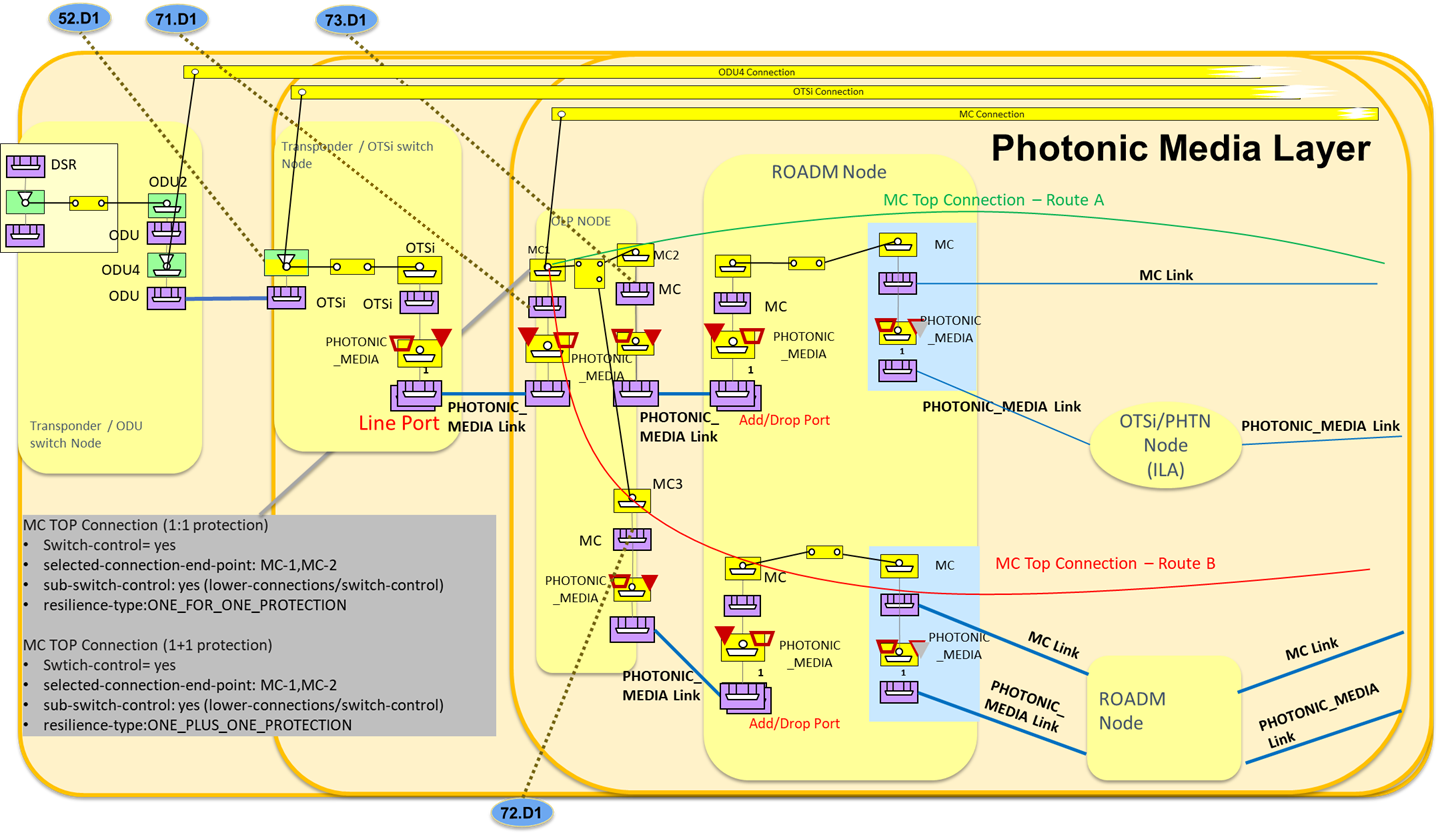 52.D1
71.D1
73.D1
ODU4 Connection
OTSi Connection
MC Connection
Photonic Media Layer
Transponder / OTSi switch
Node
DSR
ODU2
ODU
ODU4
ODU
ROADM Node
MC Top Connection – Route A
OLP NODE
MC1
MC2
MC
OTSi
OTSi
OTSi
MC
MC
MC Link
PHOTONIC
_MEDIA
1
PHOTONIC
_MEDIA
PHOTONIC
_MEDIA
1
PHOTONIC
_MEDIA
1
Line Port
PHOTONIC_
MEDIA Link
PHOTONIC_
MEDIA Link
Add/Drop Port
PHOTONIC_MEDIA Link
OTSi/PHTN
Node
(ILA)
PHOTONIC_MEDIA Link
Transponder / ODU
switch Node
MC3
MC
PHOTONIC
_MEDIA
PHOTONIC_
MEDIA Link
MC
MC
MC Top Connection – Route B
PHOTONIC
_MEDIA
1
PHOTONIC
_MEDIA
1
Add/Drop Port
MC Link
MC Link
PHOTONIC_
MEDIA Link
ROADM
Node
PHOTONIC_MEDIA
Link
MC TOP Connection (1:1 protection)
• Switch-control= yes
• selected-connection-end-point: MC-1,MC-2
• sub-switch-control: yes (lower-connections/switch-control)
• resilience-type:ONE_FOR_ONE_PROTECTION
MC TOP Connection (1+1 protection)
• Swtich-control= yes
• selected-connection-end-point: MC-1,MC-2
• sub-switch-control: yes (lower-connections/switch-control)
• resilience-type:ONE_PLUS_ONE_PROTECTION
72.D1